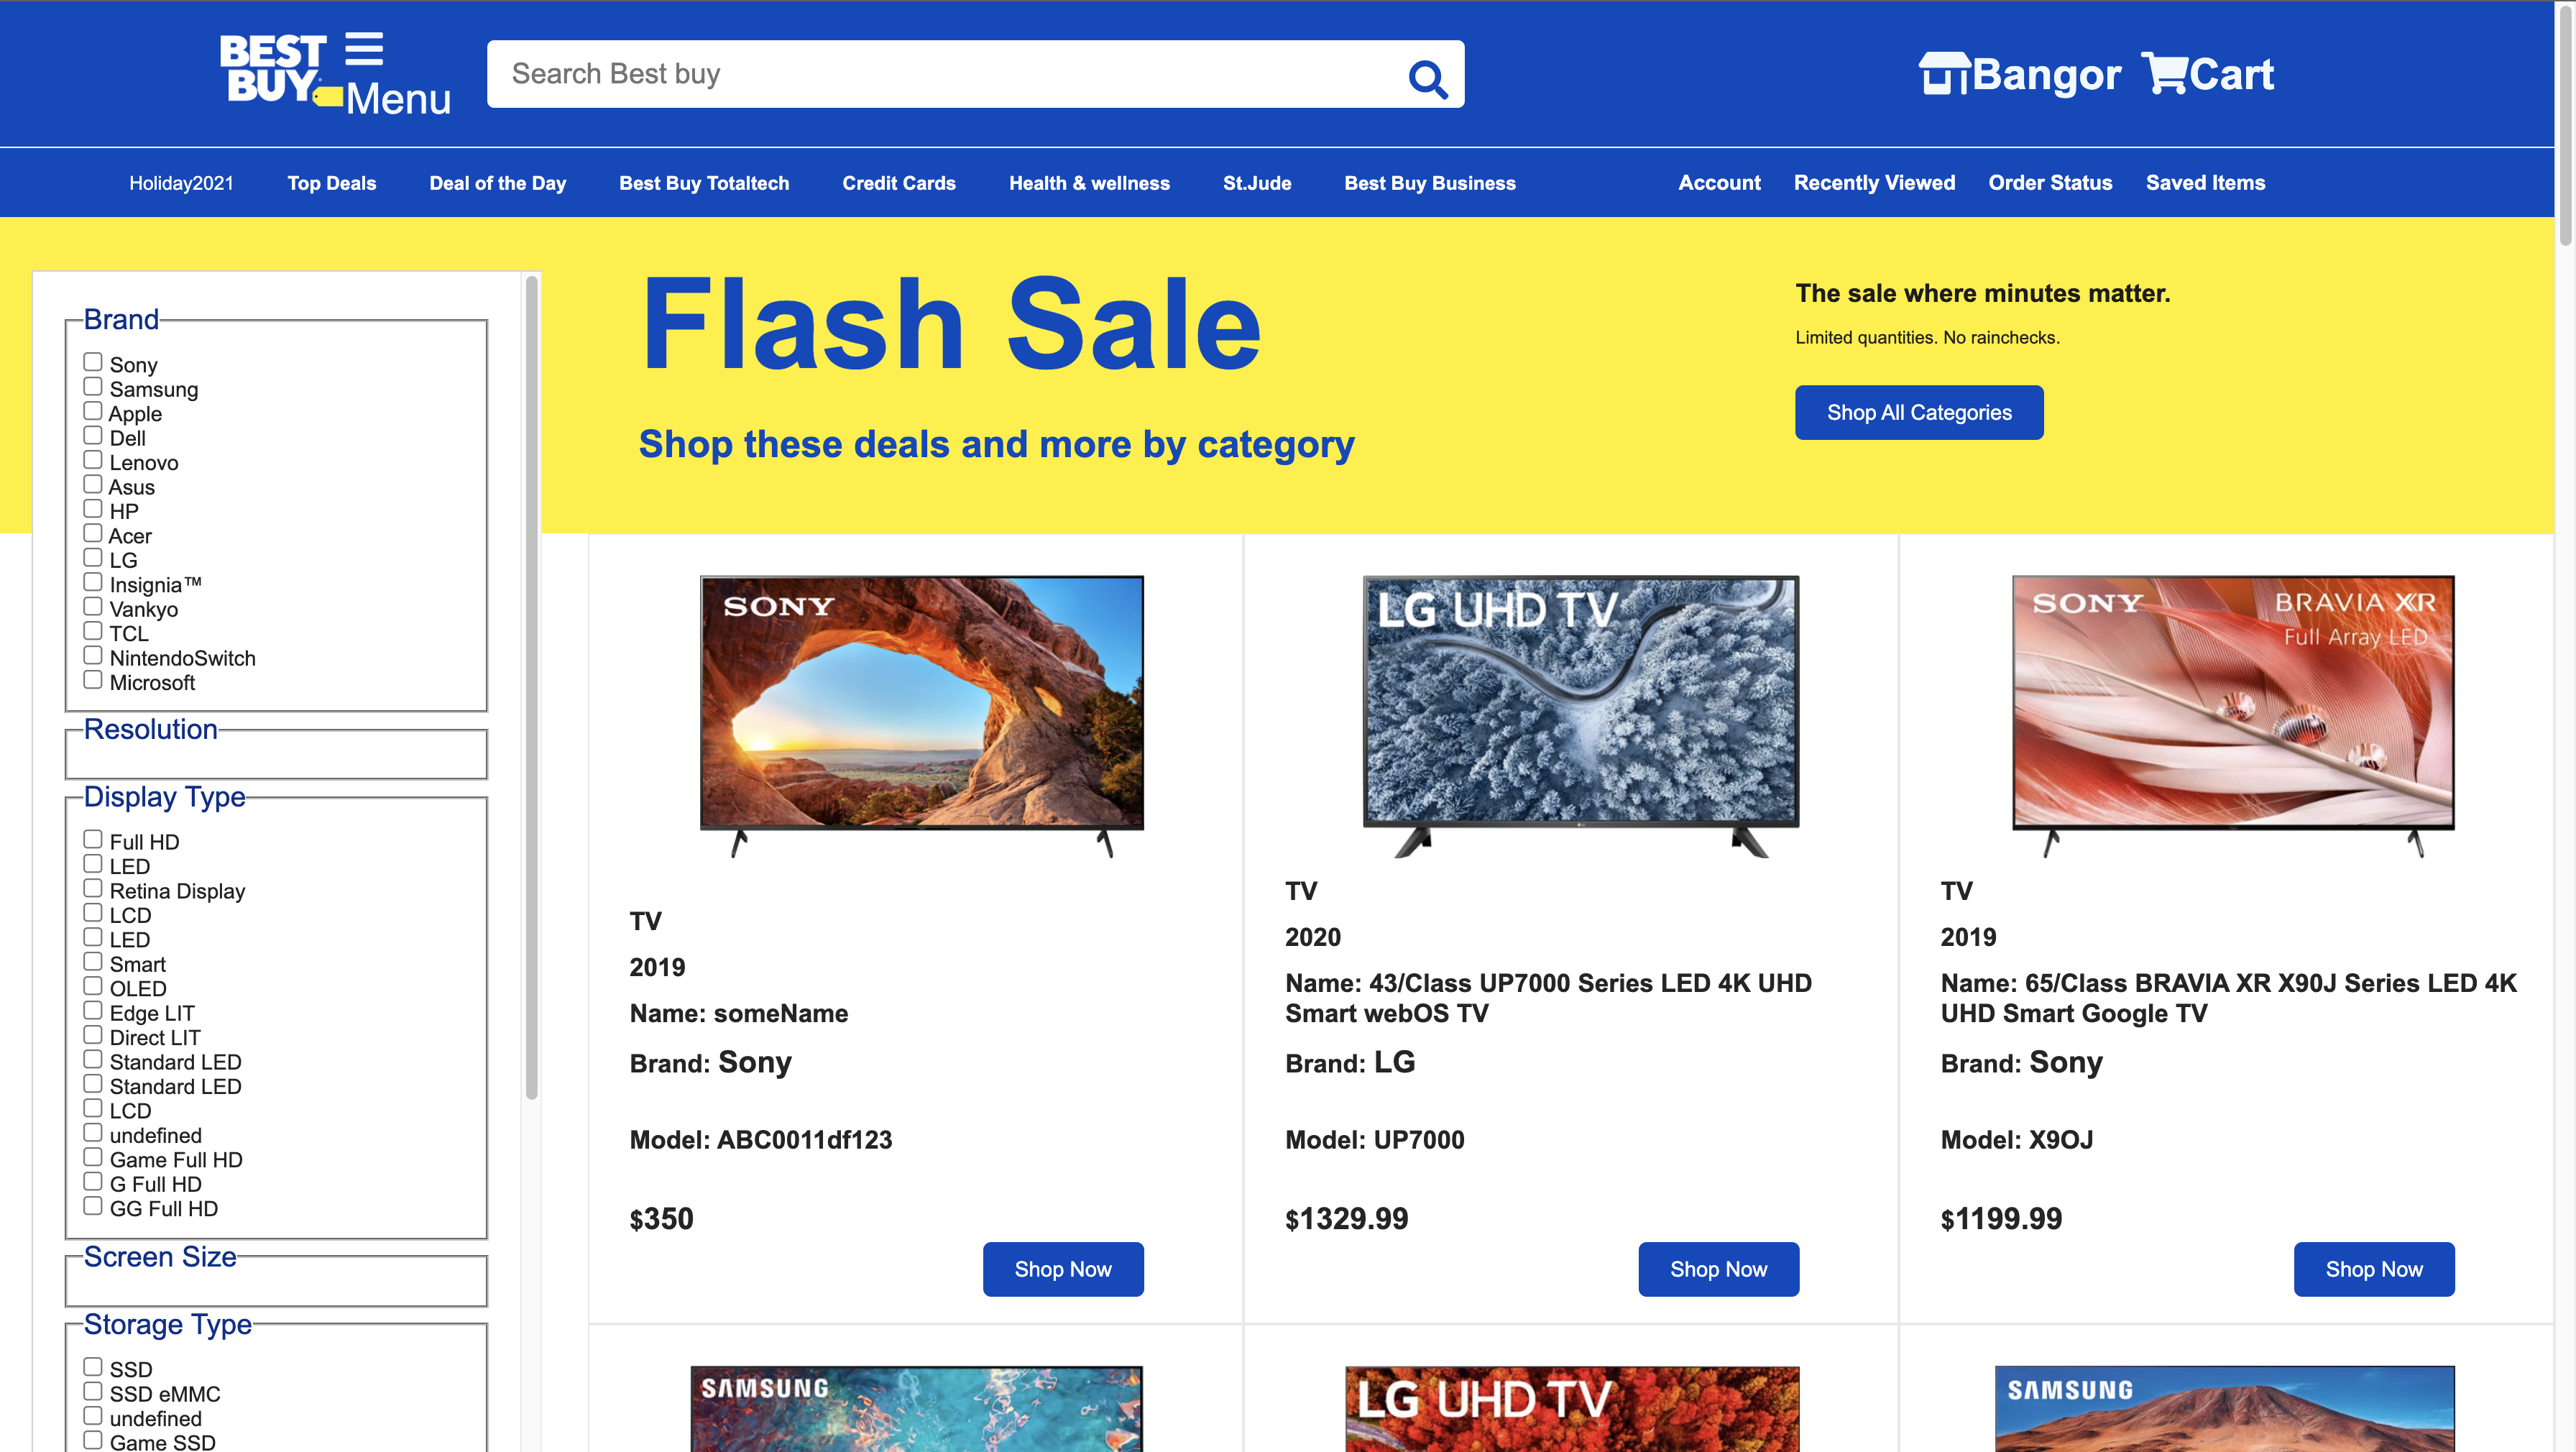 BEST
BUY
Menu
Search Best buy
Bangor
Cart
Holiday2021
Top Deals
Deal of the Day
Best Buy Totaltech
Credit Cards
Health & wellness
St.Jude
Best Buy Business
Account
Recently Viewed
Order Status
Saved Items
Flash Sale
Shop these deals and more by category
The sale where minutes matter.
Limited quantities. No rainchecks.
Shop All Categories
Brand
Sony
Samsung
Apple
Dell
Lenovo
Asus
HP
Acer
LG
Insignia™
Vankyo
TCL
NintendoSwitch
Microsoft
Resolution
Display Type
Full HD
LED
Retina Display
LCD
LED
Smart
OLED
Edge LIT
Direct LIT
Standard LED
Standard LED
LCD
undefined
Game Full HD
G Full HD
GG Full HD
Screen Size
Storage Type
SSD
SSD eMMC
undefined
Game SSD
SONY
TV
2019
Name: someName
Brand: Sony
Model: ABC0011df123
$350
Shop Now
LG UHD TV
TV
2020
Name: 43/Class UP7000 Series LED 4K UHD
Smart webOS TV
Brand: LG
Model: UP7000
$1329.99
Shop Now
SONY
BRAVIA XR
Full Array LED
TV
2019
Name: 65/Class BRAVIA XR X90J Series LED 4K
UHD Smart Google TV
Brand: Sony
Model: X9OJ
$1199.99
Shop Now
SAMSUNG
LG UHD TV
SAMSUNG